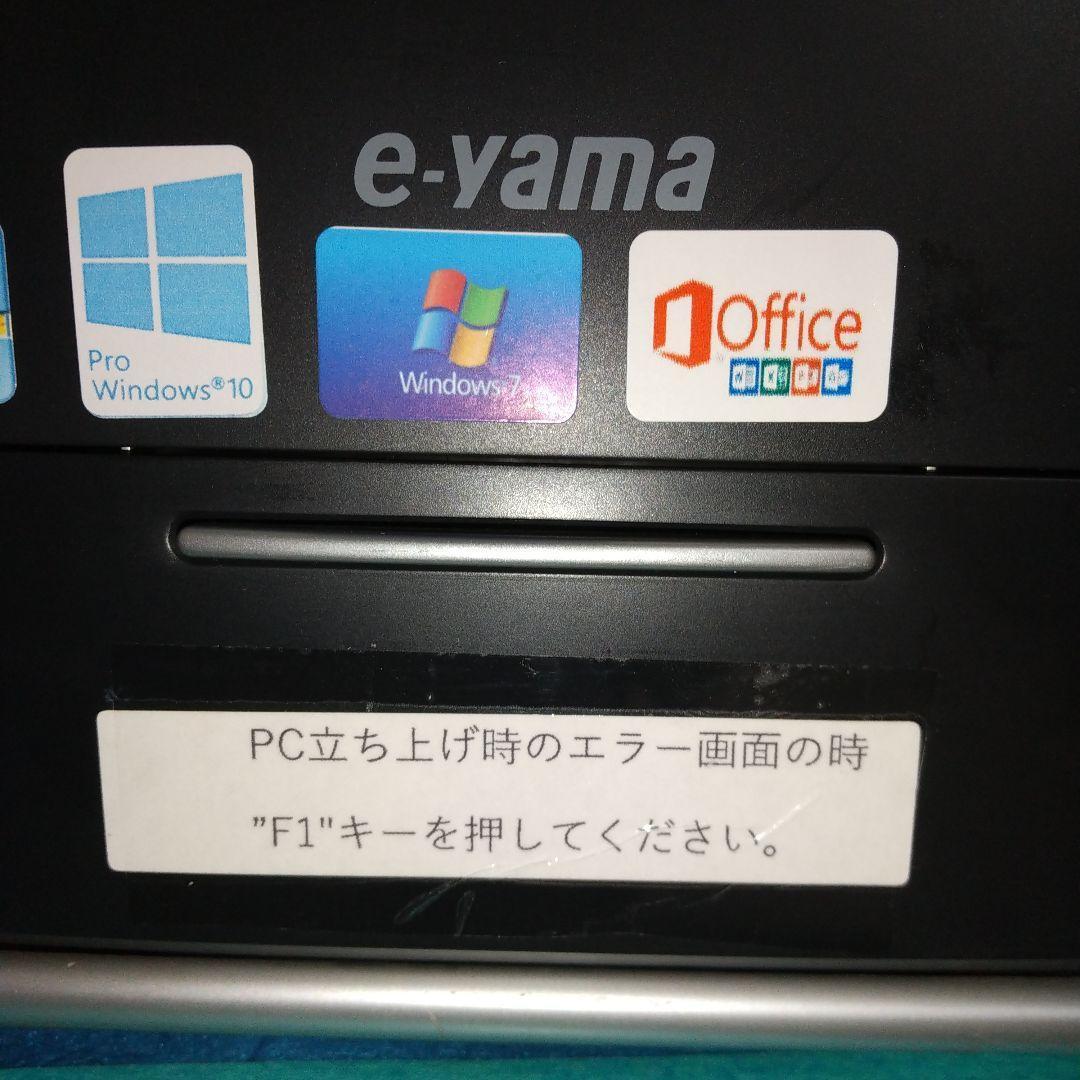 e-yama
Pro
Windows®10
Windows 7
Office
PC立ち上げ時のエラー画面の時
”F1"キーを押してください。